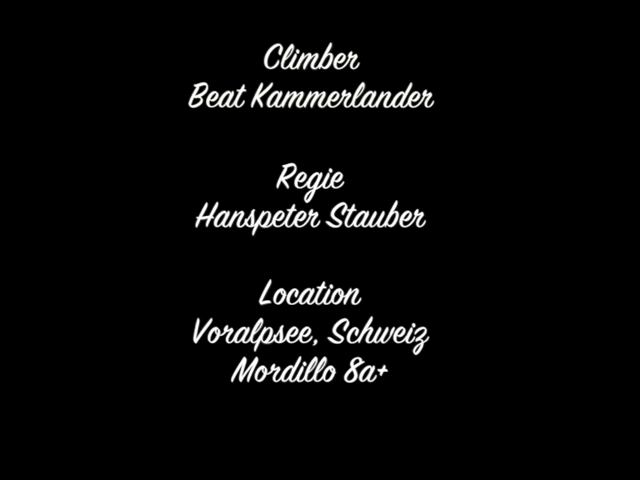 Climber
Beat Kammerlander
Regie
Hanspeter Stauber
Location
Voralpsee, Schweiz
Mordillo 8a+